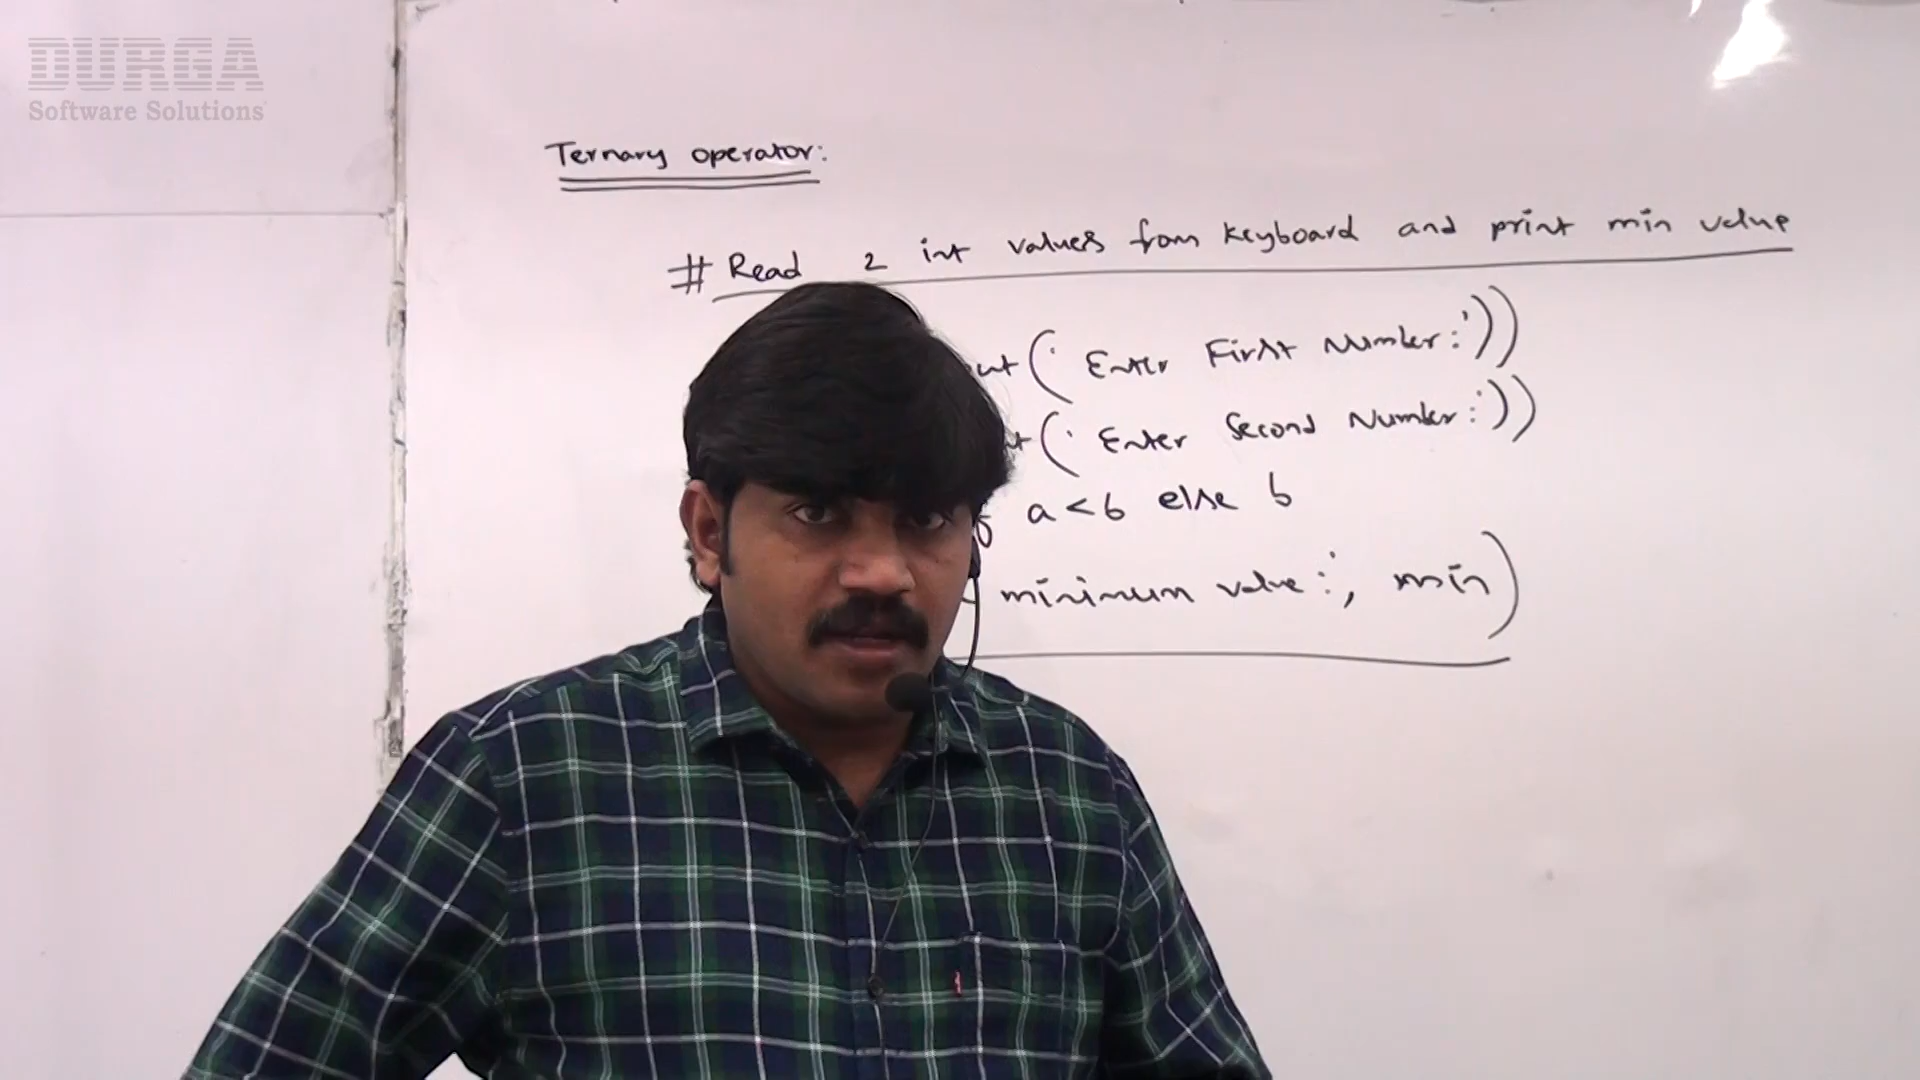 DURGA
Software Solutions
Ternary operator:
# Read 2 int values from keyboard and print min value
ut(' Enter First Number:'))
t(' Enter Second Number:'))
f a<b else b
minimum value:', min)